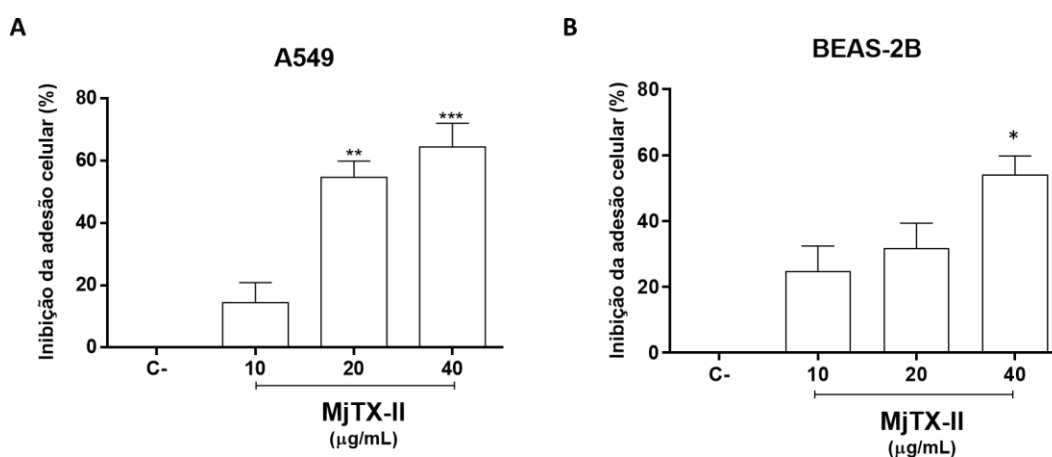 A
A549
Inibição da adesão celular (%)
80
60
40
20
0
**
***
C-
10
20
40
MjTX-II
(μg/mL)
B
BEAS-2B
Inibição da adesão celular (%)
80
60
40
20
0
*
C-
10
20
40
MjTX-II
(μg/mL)